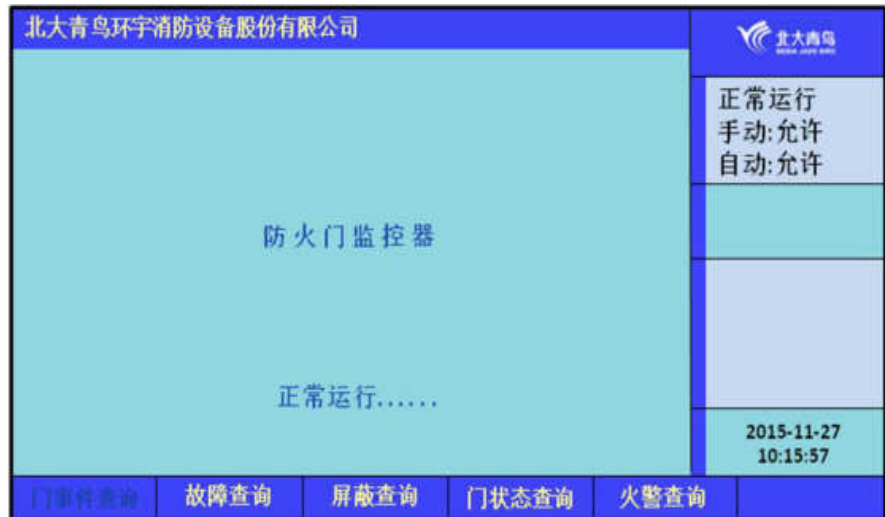 北大青鸟环宇消防设备股份有限公司
北大青鸟
正常运行
手动:允许
自动:允许
防火门监控器
正常运行......
2015-11-27
10:15:57
门事件查询 故障查询 屏蔽查询 门状态查询 火警查询